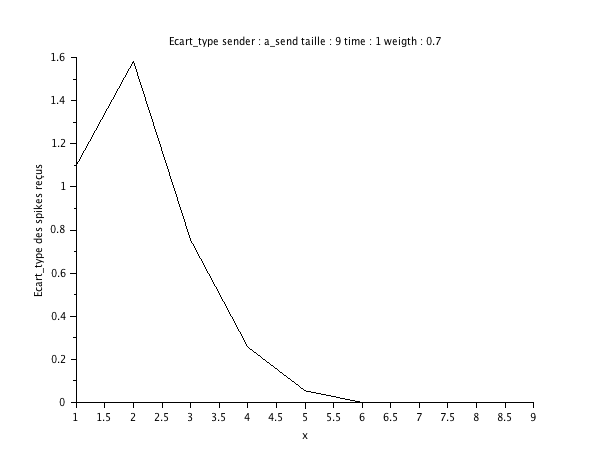 Ecart_type sender : a_send taille : 9 time : 1 weigth : 0.7
1.6
1.4
1.2
1
0.8
0.6
0.4
0.2
0
Ecart_type des spikes reçus
1 1.5 2 2.5 3 3.5 4 4.5 5 5.5 6 6.5 7 7.5 8 8.5 9
x